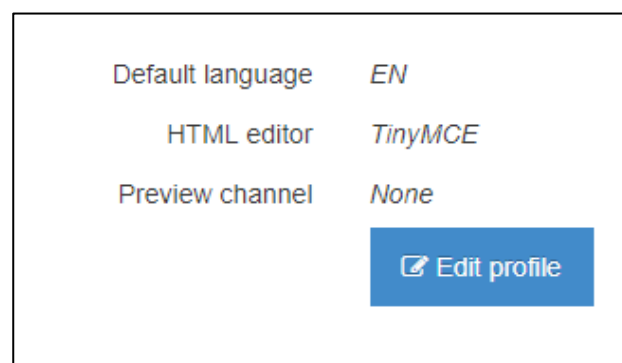 Default language EN
HTML editor TinyMCE
Preview channel None
Edit profile